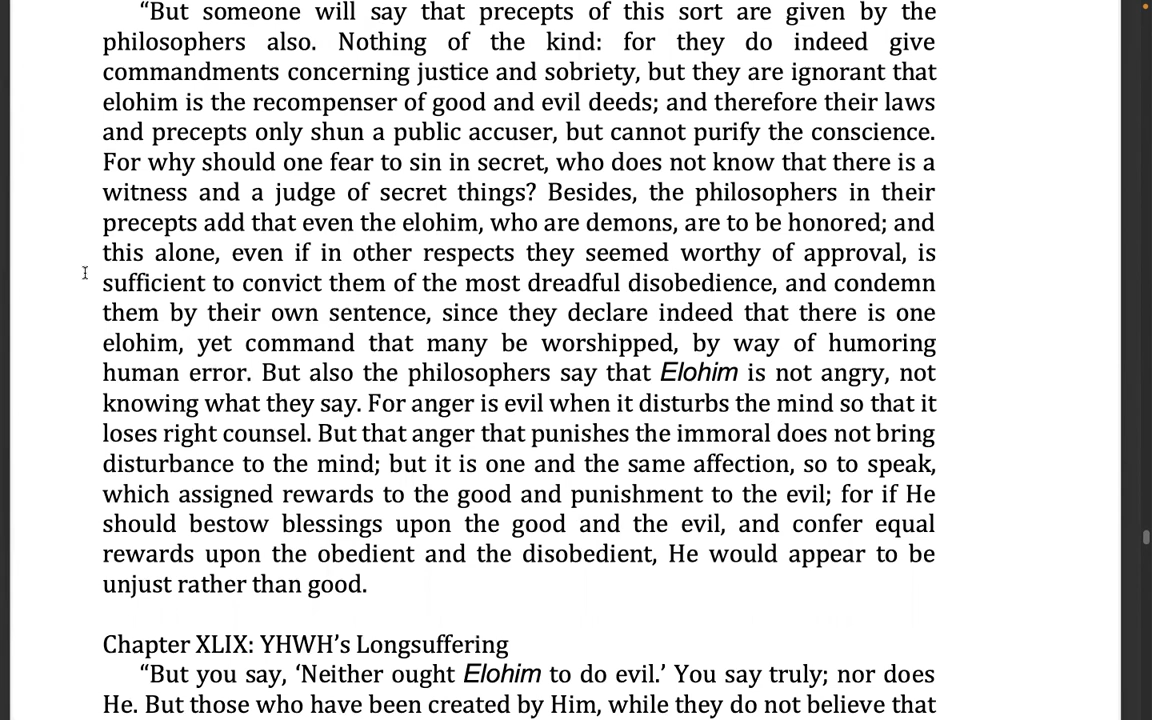 “But someone will say that precepts of this sort are given by the
philosophers also. Nothing of the kind: for they do indeed give
commandments concerning justice and sobriety, but they are ignorant that
elohim is the recompenser of good and evil deeds; and therefore their laws
and precepts only shun a public accuser, but cannot purify the conscience.
For why should one fear to sin in secret, who does not know that there is a
witness and a judge of secret things? Besides, the philosophers in their
precepts add that even the elohim, who are demons, are to be honored; and
this alone, even if in other respects they seemed worthy of approval, is
sufficient to convict them of the most dreadful disobedience, and condemn
them by their own sentence, since they declare indeed that there is one
elohim, yet command that many be worshipped, by way of humoring
human error. But also the philosophers say that Elohim is not angry, not
knowing what they say. For anger is evil when it disturbs the mind so that it
loses right counsel. But that anger that punishes the immoral does not bring
disturbance to the mind; but it is one and the same affection, so to speak,
which assigned rewards to the good and punishment to the evil; for if He
should bestow blessings upon the good and the evil, and confer equal
rewards upon the obedient and the disobedient, He would appear to be
unjust rather than good.
Chapter XLIX: YHWH’s Longsuffering
“But you say, ‘Neither ought Elohim to do evil.’ You say truly; nor does
He. But those who have been created by Him, while they do not believe that